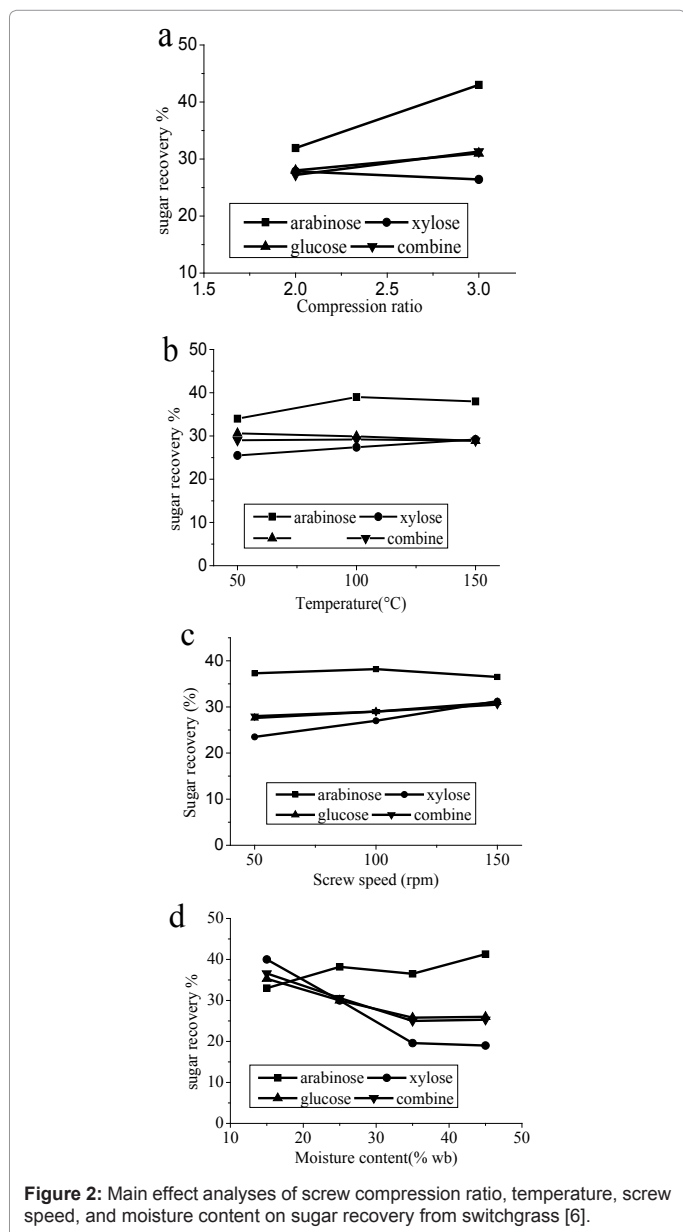 a
50
40
30
20
10
sugar recovery %
arabinose xylose
glucose combine
1.5 2.0 2.5 3.0
Compression ratio
b
50
40
30
20
10
0
sugar recovery %
arabinose xylose
combine
50 100 150
Temperature(°C)
c
40
30
20
10
0
Sugar recovery (%)
arabinose xylose
glucose combine
50 100 150
Screw speed (rpm)
d
50
40
30
20
10
0
sugar recovery %
arabinose xylose
glucose combine
10 20 30 40 50
Moisture content(% wb)
Figure 2: Main effect analyses of screw compression ratio, temperature, screw
speed, and moisture content on sugar recovery from switchgrass [6].